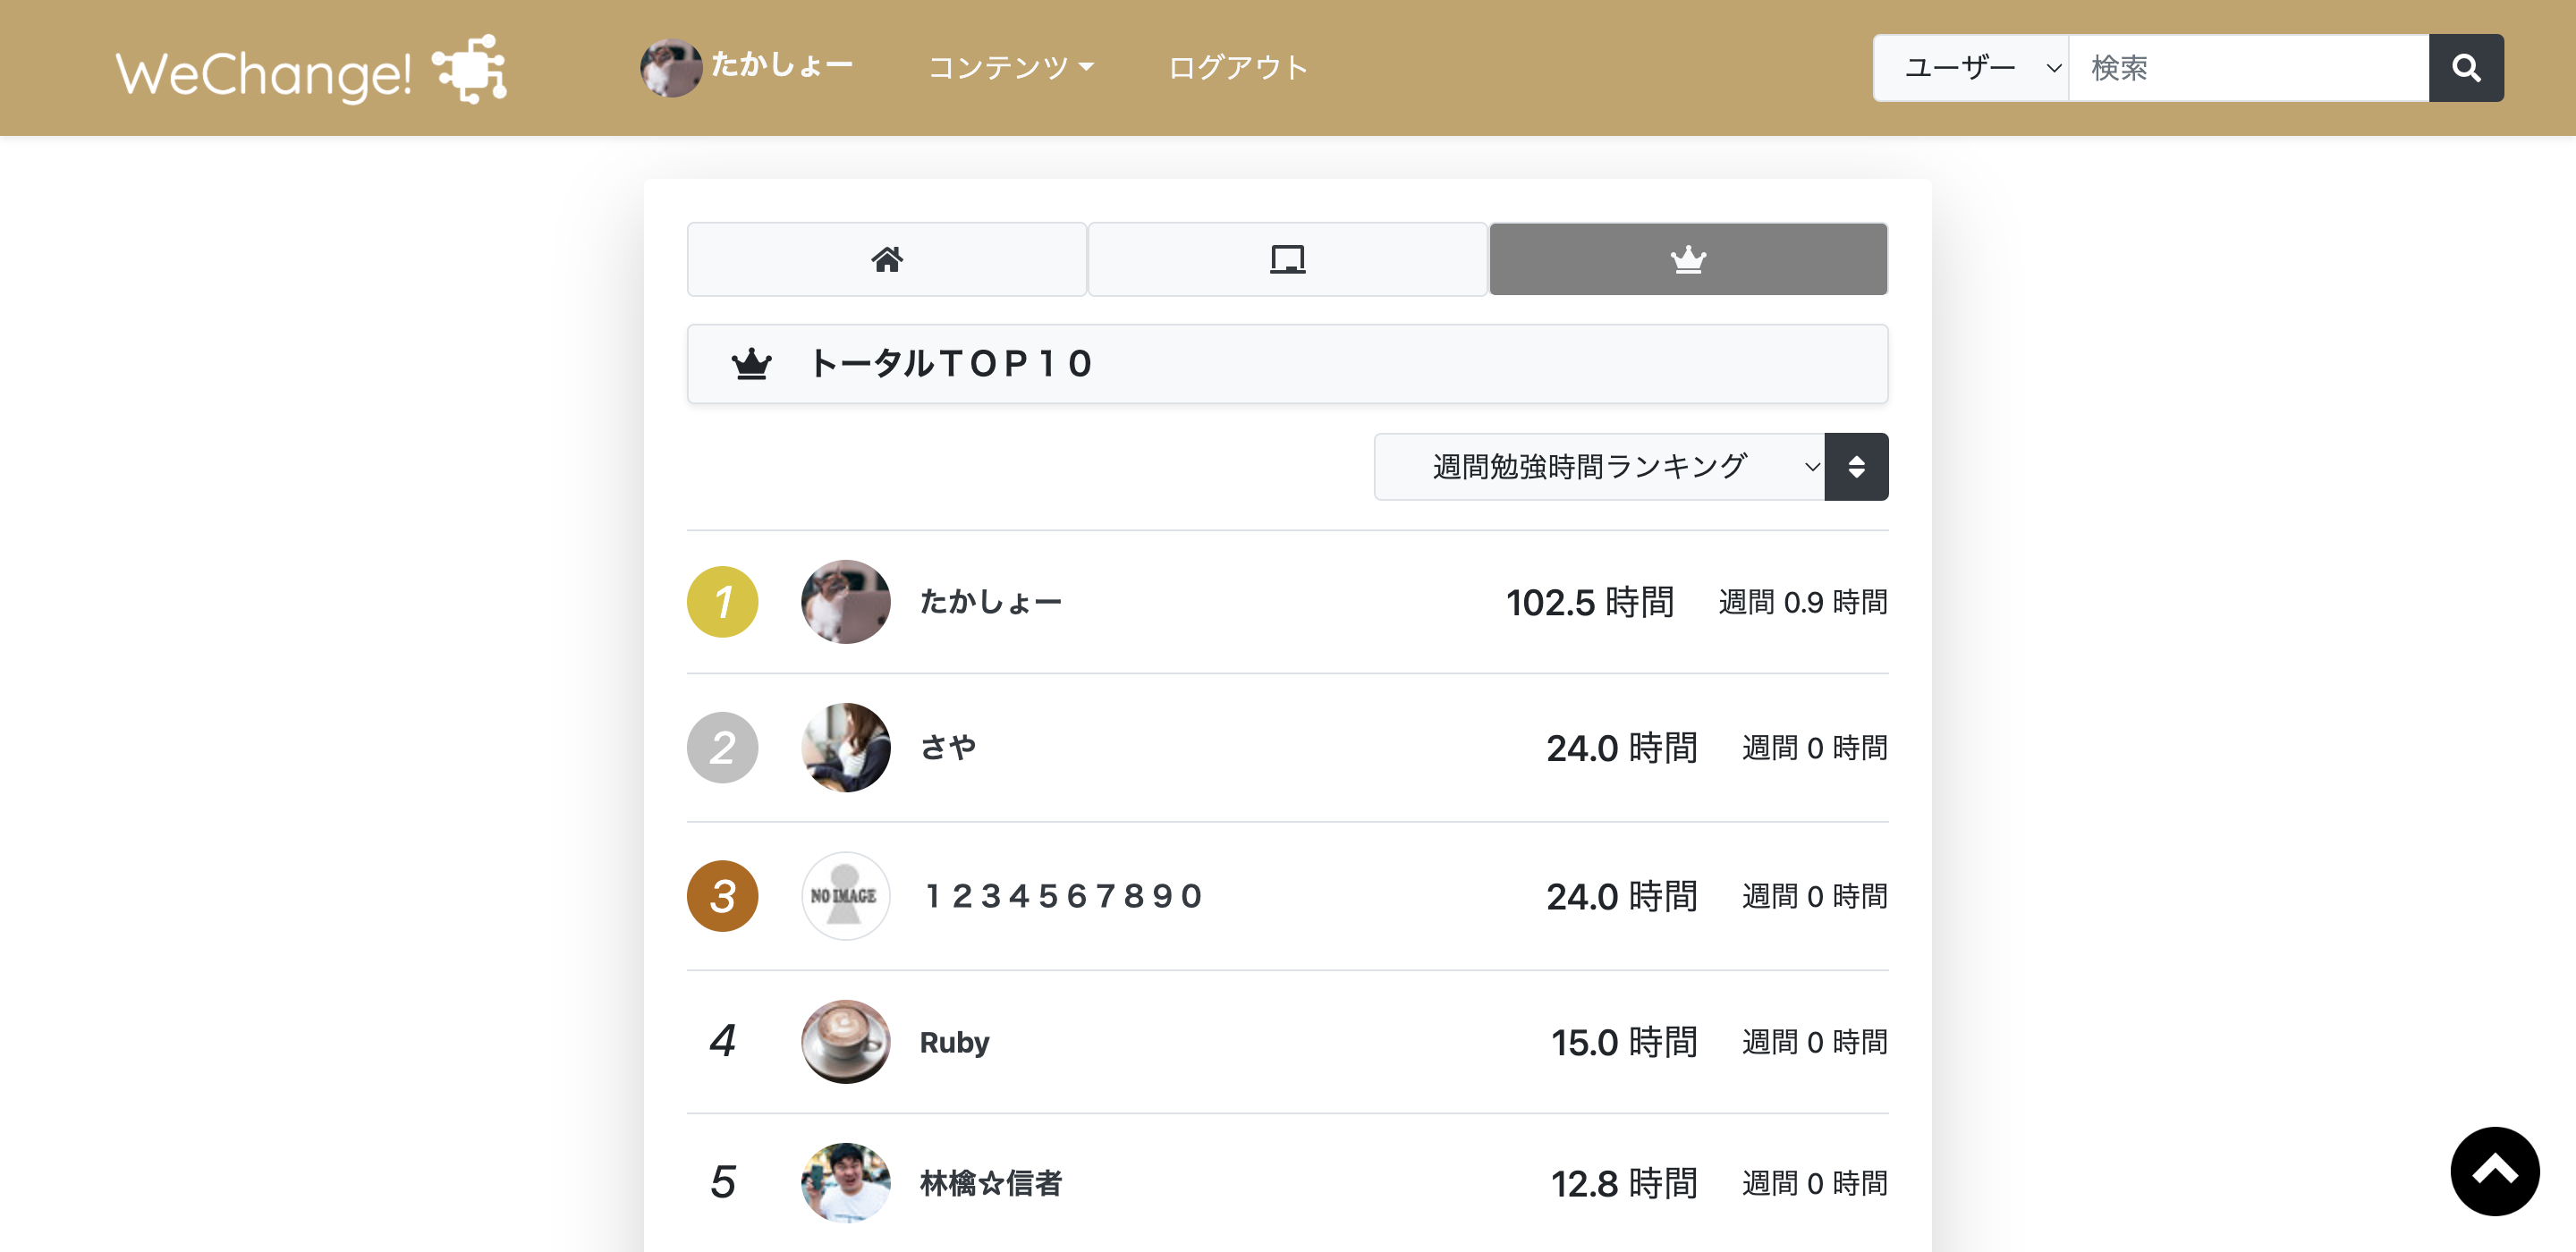 WeChange!
たかしょー コンテンツ ログアウト ユーザー 検索
トータルTOP10
週間勉強時間ランキング
1 たかしょー 102.5 時間 週間 0.9 時間
2 さや 24.0 時間 週間 0 時間
3 NO IMAGE 1234567890 24.0 時間 週間 0 時間
4 Ruby 15.0 時間 週間 0 時間
5 林檎☆信者 12.8 時間 週間 0 時間